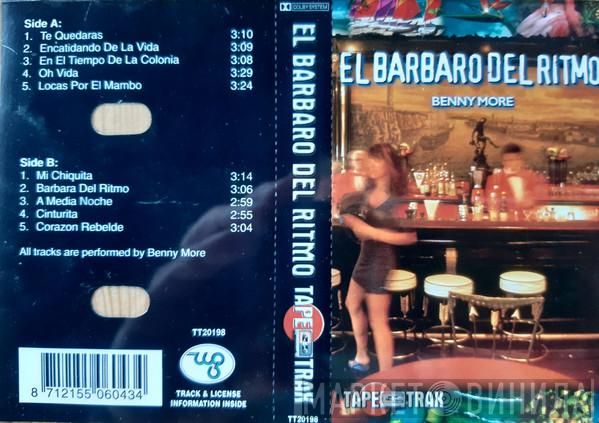 Side A:
1. Te Quedaras 3:10
2. Encatidando De La Vida 3:09
3. En El Tiempo De La Colonia 3:08
4. Oh Vida 3:29
5. Locas Por El Mambo 3:24
Side B:
1. Mi Chiquita 3:14
2. Barbara Del Ritmo 3:06
3. A Media Noche 2:59
4. Cinturita 2:55
5. Corazon Rebelde 3:04
All tracks are performed by Benny More
TT20198
8 712155 060434
TRACK & LICENSE
INFORMATION INSIDE
DOLBY SYSTEM
EL BARBARO DEL RITMO TAPE TRAX
TT20198
EL BARBARO DEL RITMO
BENNY MORE
TAPE TRAX
МАРКЕТ ВИНИЛА